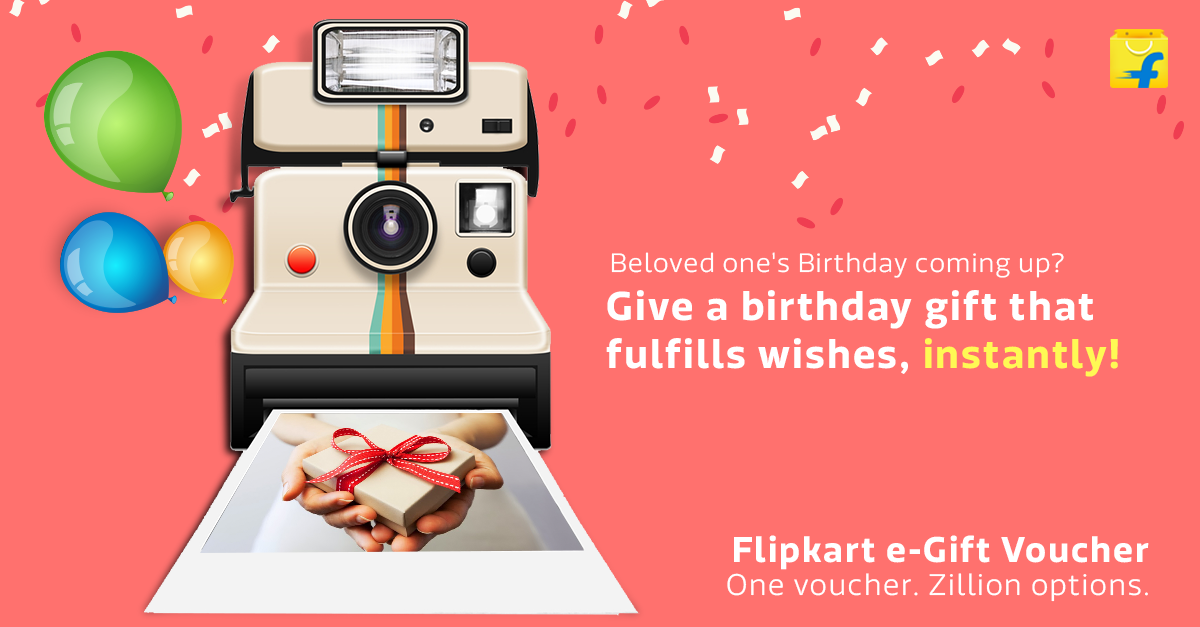 Beloved one's Birthday coming up?
Give a birthday gift that
fulfills wishes, instantly!
Flipkart e-Gift Voucher
One voucher. Zillion options.